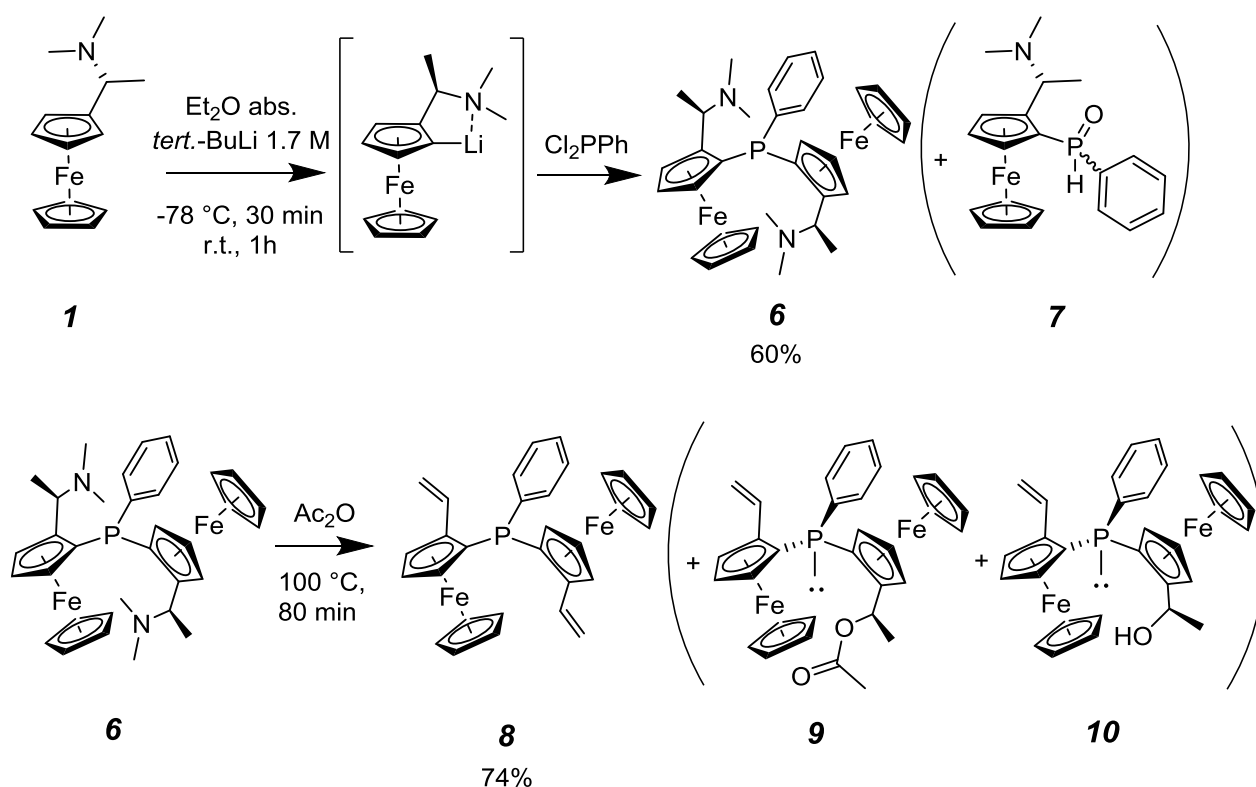 N
Fe
1
Et2O abs.
tert.-BuLi 1.7 M
-78 °C, 30 min
r.t., 1h
N
Li
Fe
Cl2PPh
N
P
Fe
Fe
N
6
60%
+
N
O
P
H
Fe
7
N
P
Fe
Fe
N
6
Ac2O
100 °C,
80 min
P
Fe
Fe
8
74%
+
P
Fe
Fe
O
O
9
+
P
Fe
Fe
HO
10